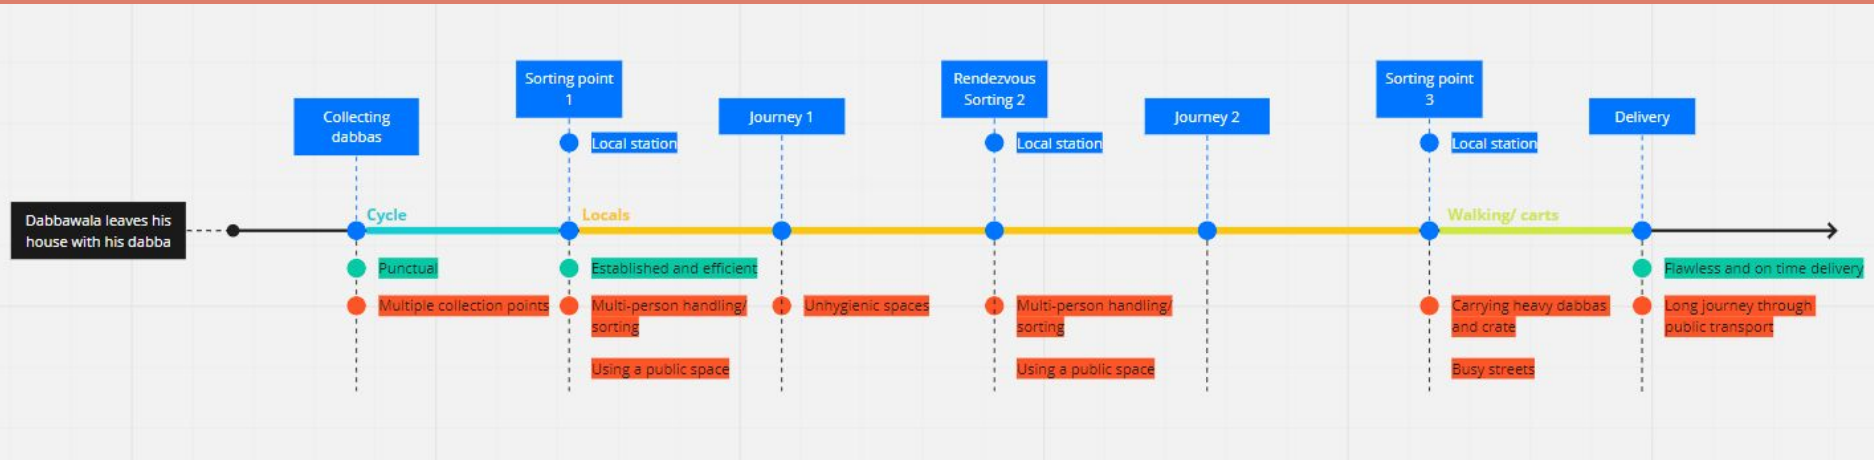 Dabbawala leaves his
house with his dabba
Collecting
dabbas
Cycle
Punctual
Multiple collection points
Sorting point
1
Local station
Locals
Established and efficient
Multi-person handling/
sorting
Using a public space
Journey 1
Unhygienic spaces
Rendezvous
Sorting 2
Local station
Multi-person handling/
sorting
Using a public space
Journey 2
Sorting point
3
Local station
Walking/ carts
Carrying heavy dabbas
and crate
Busy streets
Delivery
Flawless and on time delivery
Long journey through
public transport